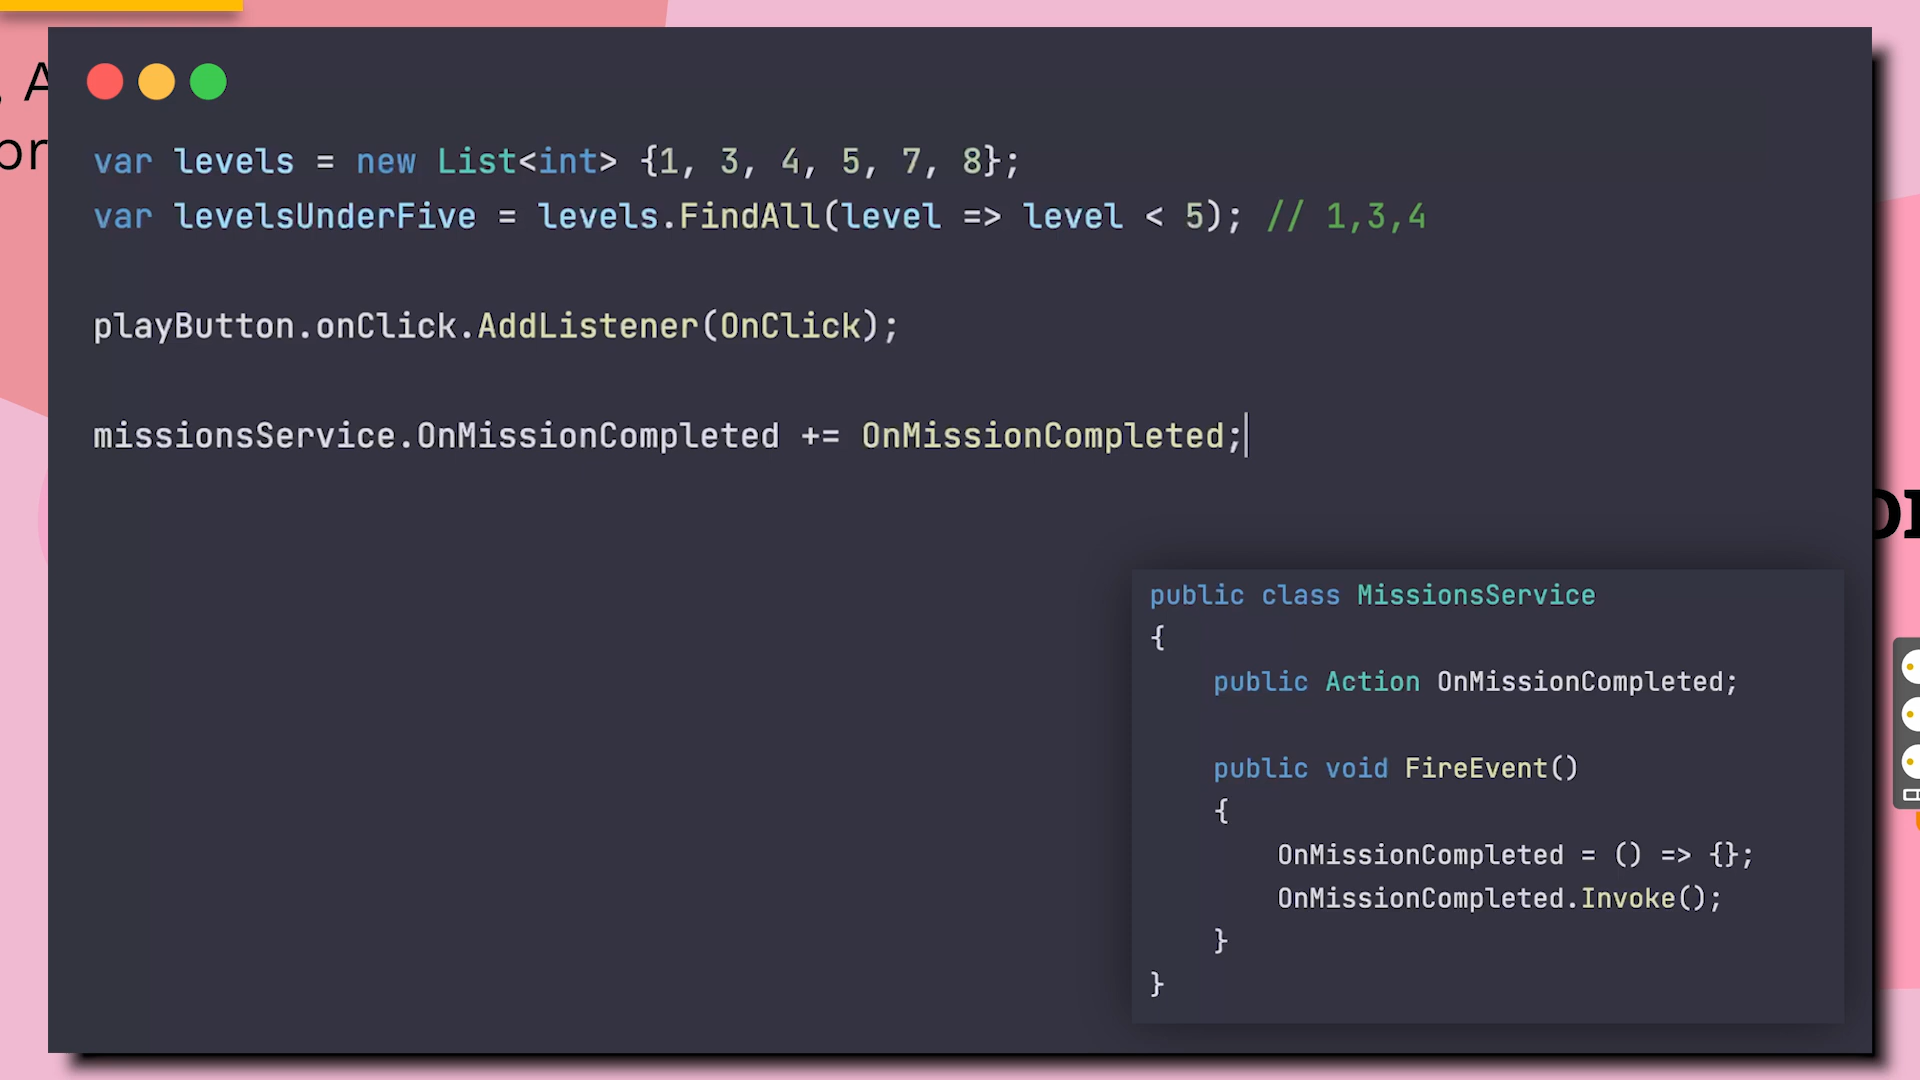 var levels = new List<int> {1, 3, 4, 5, 7, 8};
var levelsUnderFive = levels.FindAll(level => level < 5); // 1,3,4
playButton.onClick.AddListener(OnClick);
missionsService.OnMissionCompleted += OnMissionCompleted;
public class MissionsService
{
public Action OnMissionCompleted;
public void FireEvent()
{
OnMissionCompleted = () => {};
OnMissionCompleted.Invoke();
}
}